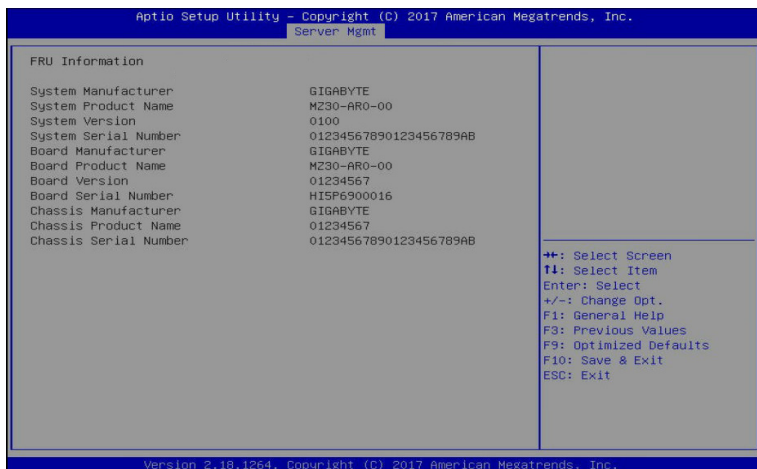 Aptio Setup Utility – Copyright (C) 2017 American Megatrends, Inc.
Server Mgmt
FRU Information
System Manufacturer GIGABYTE
System Product Name MZ30-AR0-00
System Version 0100
System Serial Number 01234567890123456789AB
Board Manufacturer GIGABYTE
Board Product Name MZ30-AR0-00
Board Version 01234567
Board Serial Number HI5P6900016
Chassis Manufacturer GIGABYTE
Chassis Product Name 01234567
Chassis Serial Number 01234567890123456789AB
→←: Select Screen
↑↓: Select Item
Enter: Select
+/-: Change Opt.
F1: General Help
F3: Previous Values
F9: Optimized Defaults
F10: Save & Exit
ESC: Exit
Version 2.18.1264. Copyright (C) 2017 American Megatrends, Inc.